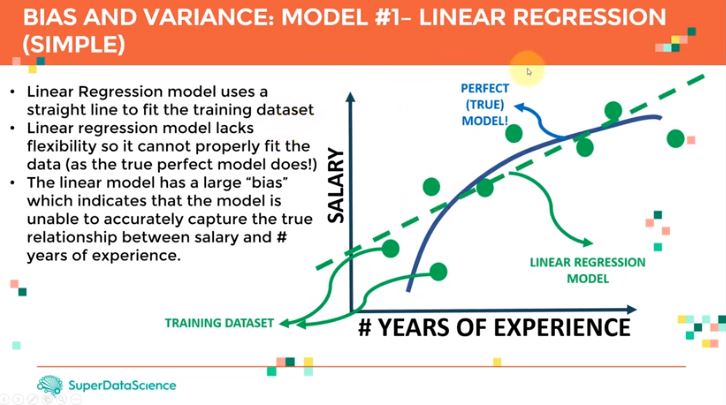 BIAS AND VARIANCE: MODEL #1– LINEAR REGRESSION
(SIMPLE)
• Linear Regression model uses a
straight line to fit the training dataset
• Linear regression model lacks
flexibility so it cannot properly fit the
data (as the true perfect model does!)
• The linear model has a large “bias”
which indicates that the model is
unable to accurately capture the true
relationship between salary and #
years of experience.
PERFECT
(TRUE)
MODEL!
SALARY
LINEAR REGRESSION
MODEL
TRAINING DATASET
# YEARS OF EXPERIENCE
SuperDataScience